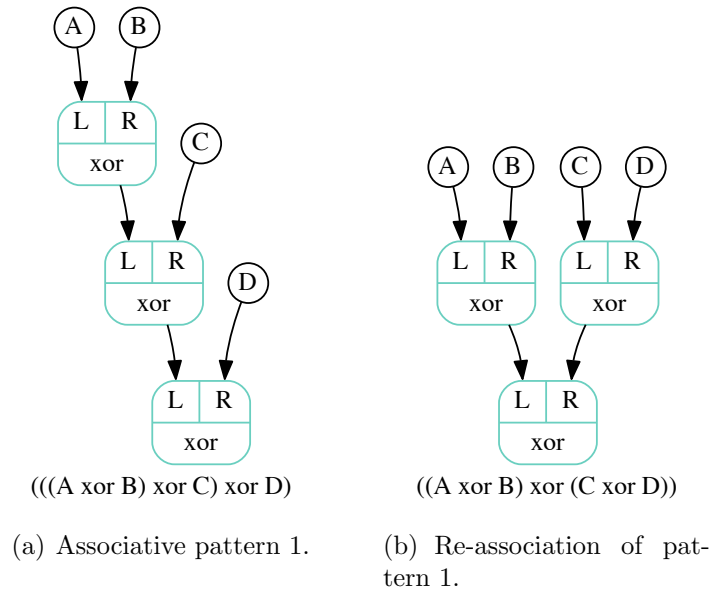 A B
L R
xor
C
L R
xor
D
L R
xor
(((A xor B) xor C) xor D)
(a) Associative pattern 1.
A B C D
L R L R
xor xor
L R
xor
((A xor B) xor (C xor D))
(b) Re-association of pat-
tern 1.